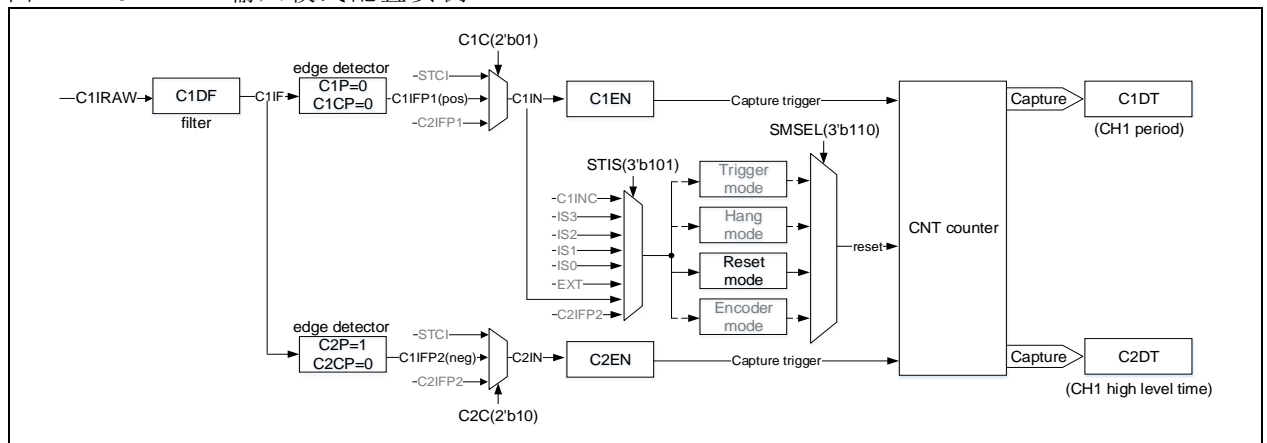 C1C(2'b01)
edge detector
C1P=0
C1CP=0
STCI
C1IRAW
C1DF
filter
C1IF
C1IFP1(pos)
C2IFP1
C1IN
C1EN
Capture trigger
Capture
C1DT
(CH1 period)
SMSEL(3'b110)
STIS(3'b101)
C1INC
IS3
IS2
IS1
IS0
EXT
C2IFP2
Trigger
mode
Hang
mode
Reset
mode
Encoder
mode
reset
CNT counter
edge detector
C2P=1
C2CP=0
STCI
C1IFP2(neg)
C2IFP2
C2IN
C2EN
Capture trigger
Capture
C2DT
(CH1 high level time)
C2C(2'b10)